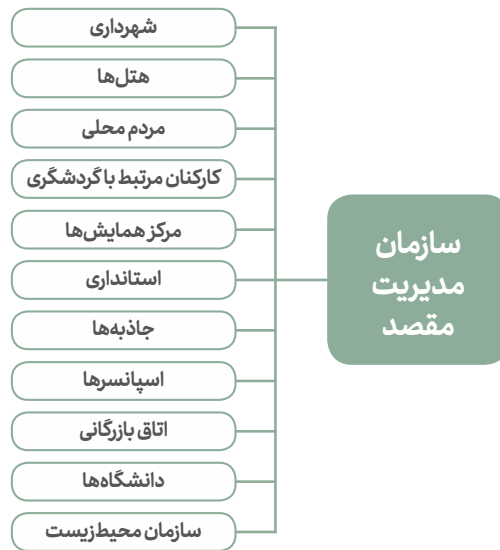 سازمان
مدیریت
مقصد
شهرداری
هتل‌ها
مردم محلی
کارکنان مرتبط با گردشگری
مرکز همایش‌ها
استانداری
جاذبه‌ها
اسپانسرها
اتاق بازرگانی
دانشگاه‌ها
سازمان محیط‌زیست